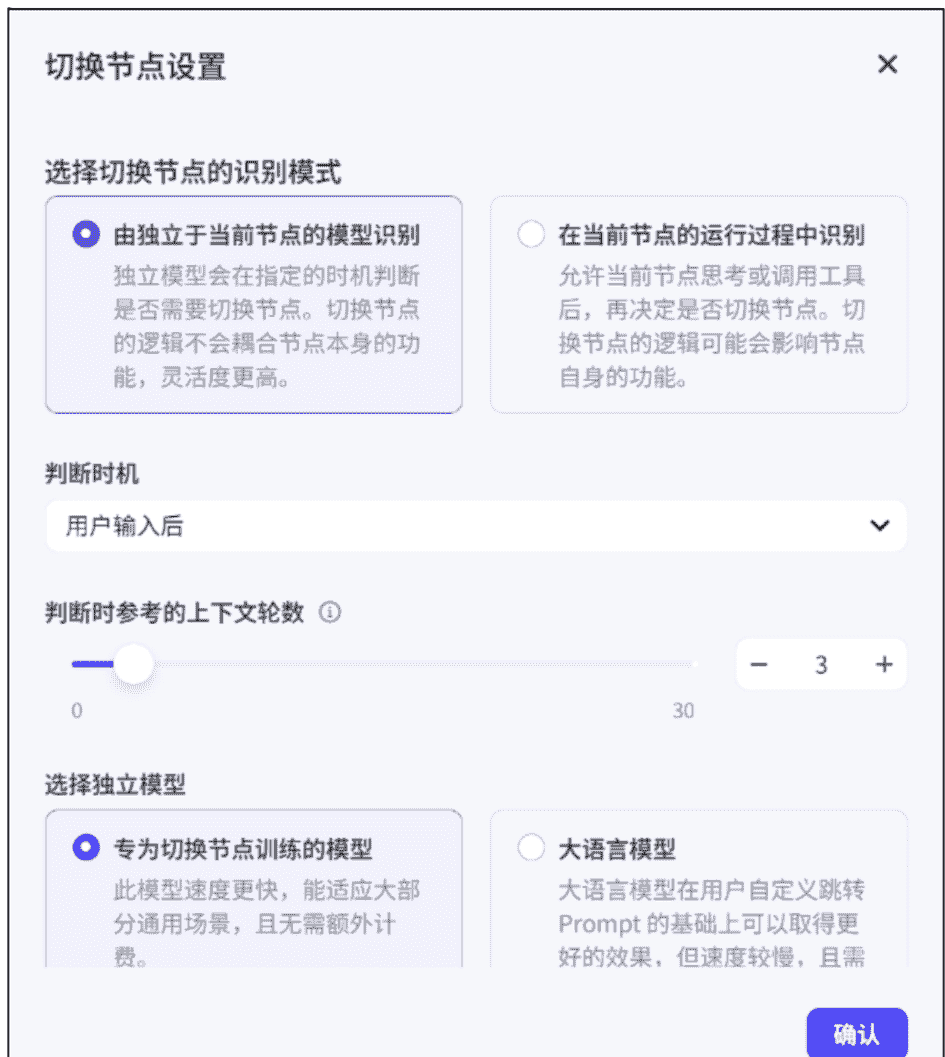 切换节点设置
选择切换节点的识别模式
由独立于当前节点的模型识别
独立模型会在指定的时机判断
是否需要切换节点。切换节点
的逻辑不会耦合节点本身的功
能，灵活度更高。
在当前节点的运行过程中识别
允许当前节点思考或调用工具
后，再决定是否切换节点。切
换节点的逻辑可能会影响节点
自身的功能。
判断时机
用户输入后
判断时参考的上下文轮数
3
0
30
选择独立模型
专为切换节点训练的模型
此模型速度更快，能适应大部
分通用场景，且无需额外计
费。
大语言模型
大语言模型在用户自定义跳转
Prompt 的基础上可以取得更
好的效果，但速度较慢，且需
确认